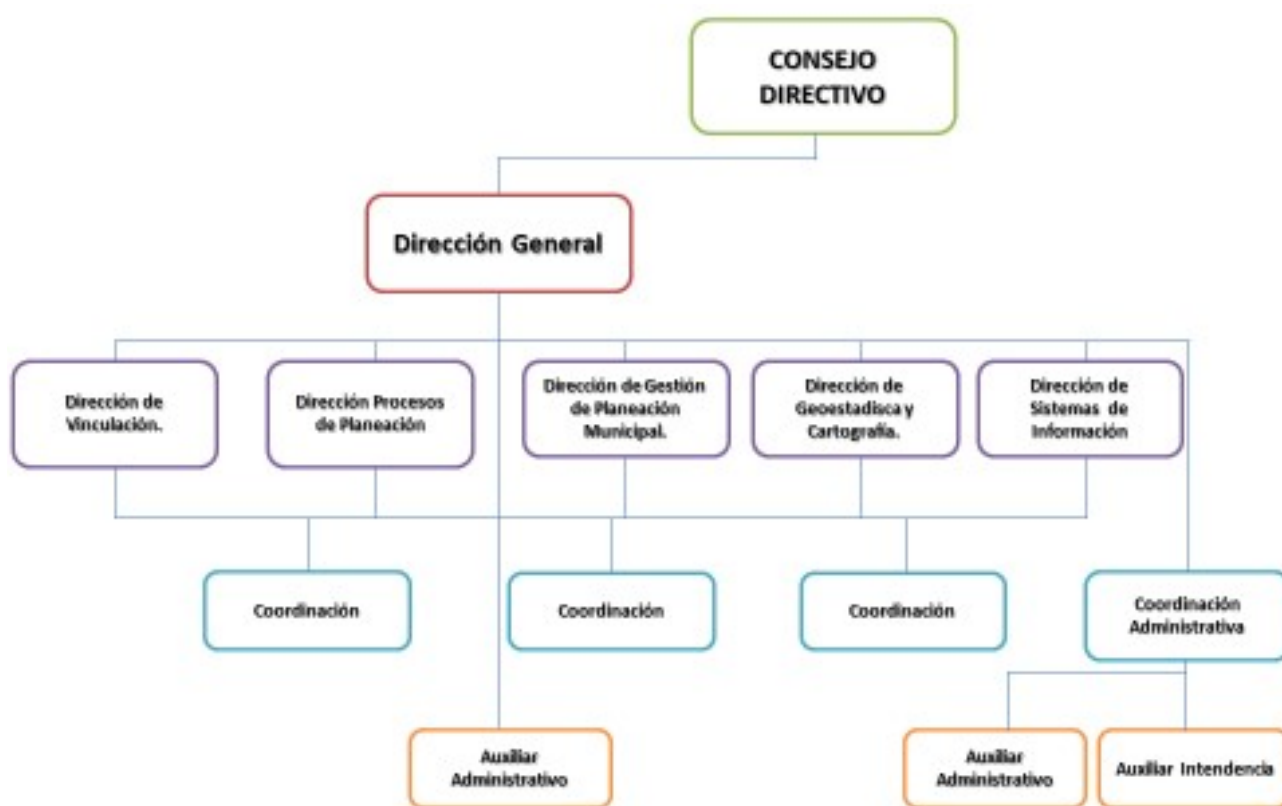 CONSEJO
DIRECTIVO
Dirección General
Dirección de
Vinculación.
Dirección Procesos
de Planeación
Dirección de Gestión
de Planeación
Municipal.
Dirección de
Geoestadisca y
Cartografía.
Dirección de
Sistemas de
Información
Coordinación
Coordinación
Coordinación
Coordinación
Administrativa
Auxiliar
Administrativo
Auxiliar
Administrativo
Auxiliar Intendencia